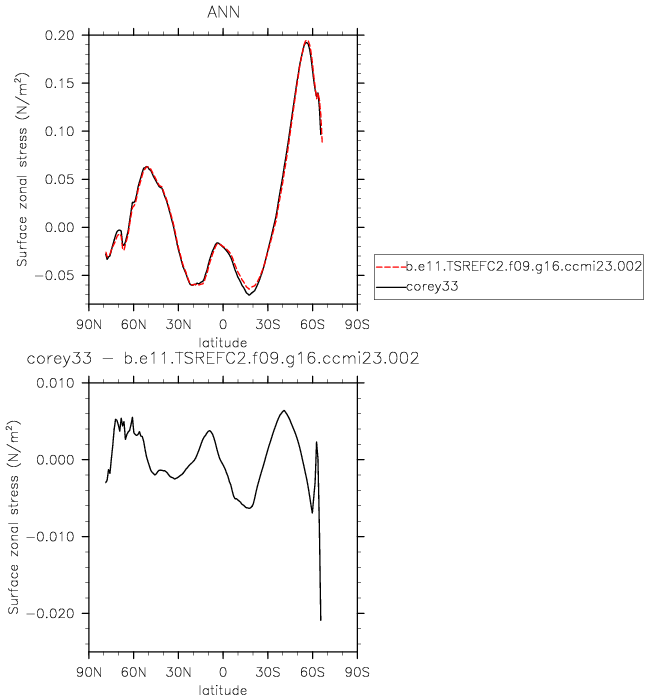 ANN
Surface zonal stress (N/m²)
0.20
0.15
0.10
0.05
0.00
−0.05
90N 60N 30N 0 30S 60S 90S
latitude
b.e11.TSREFC2.f09.g16.ccmi23.002
corey33
corey33 − b.e11.TSREFC2.f09.g16.ccmi23.002
Surface zonal stress (N/m²)
0.010
0.000
−0.010
−0.020
90N 60N 30N 0 30S 60S 90S
latitude